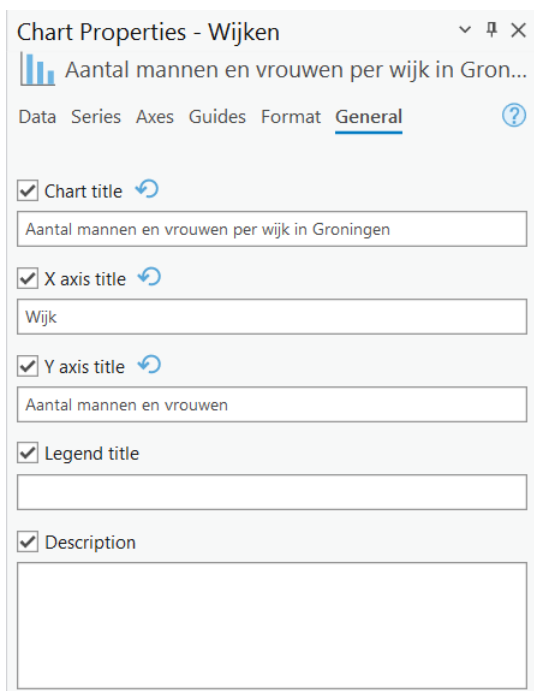 Chart Properties - Wijken
Aantal mannen en vrouwen per wijk in Gron...
Data Series Axes Guides Format General
Chart title
Aantal mannen en vrouwen per wijk in Groningen
X axis title
Wijk
Y axis title
Aantal mannen en vrouwen
Legend title
Description